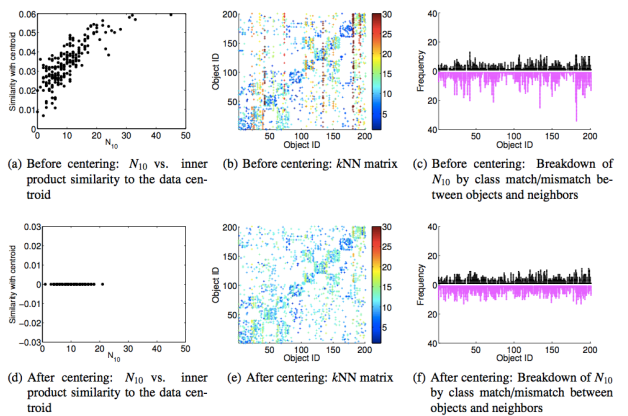 0.06
0.05
0.04
0.03
0.02
0.01
0
0 10 20 30 40 50
N10
Similarity with centroid
200
150
100
50
50 100 150 200
Object ID
Object ID
30
25
20
15
10
5
40
20
0
20
40
50 100 150 200
Object ID
Frequency
(a) Before centering: N10 vs. inner
product similarity to the data cen-
troid
(b) Before centering: kNN matrix
(c) Before centering: Breakdown of
N10 by class match/mismatch be-
tween objects and neighbors
0.03
0.02
0.01
0
−0.01
−0.02
−0.03
0 10 20 30 40 50
N10
Similarity with centroid
200
150
100
50
50 100 150 200
Object ID
Object ID
30
25
20
15
10
5
40
20
0
20
40
50 100 150 200
Object ID
Frequency
(d) After centering: N10 vs. inner
product similarity to the data cen-
troid
(e) After centering: kNN matrix
(f) After centering: Breakdown of N10
by class match/mismatch between
objects and neighbors